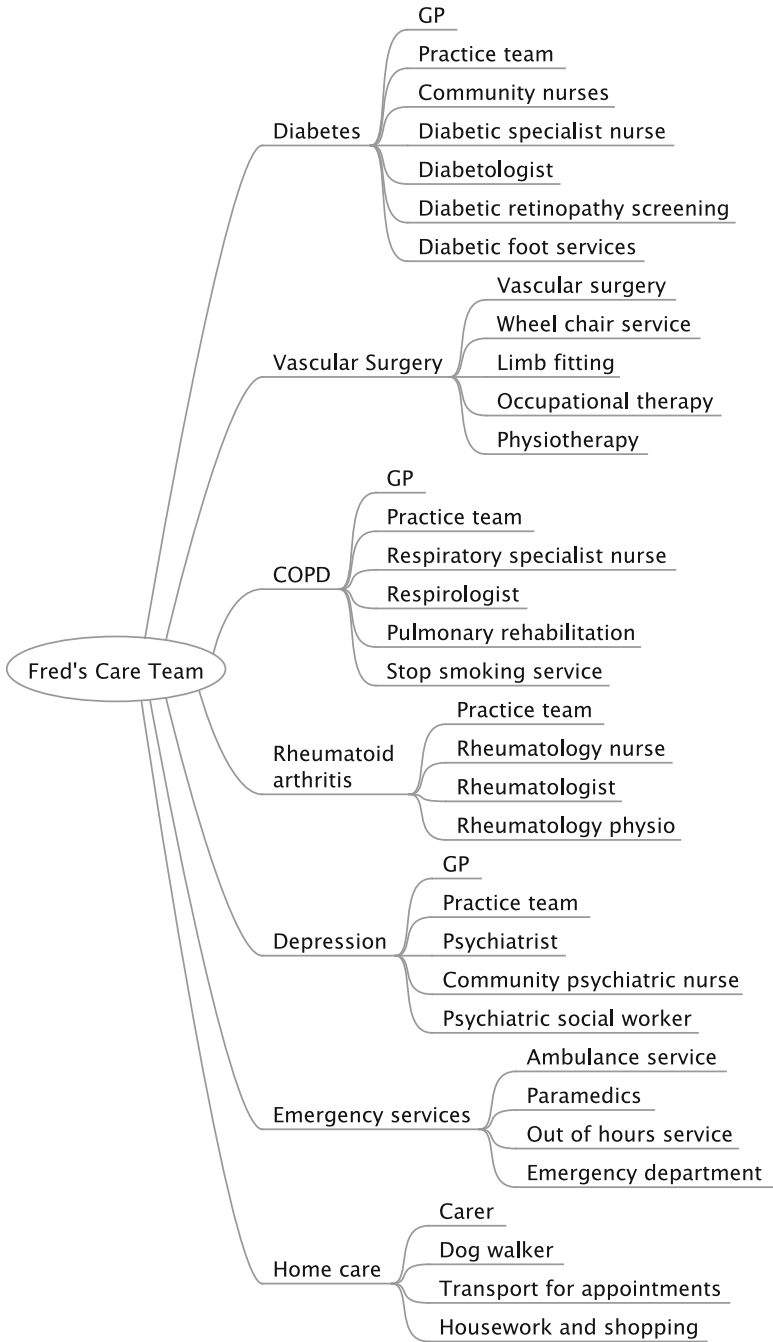 Fred's Care Team
Diabetes
GP
Practice team
Community nurses
Diabetic specialist nurse
Diabetologist
Diabetic retinopathy screening
Diabetic foot services
Vascular Surgery
Vascular surgery
Wheel chair service
Limb fitting
Occupational therapy
Physiotherapy
COPD
GP
Practice team
Respiratory specialist nurse
Respirologist
Pulmonary rehabilitation
Stop smoking service
Rheumatoid
arthritis
Practice team
Rheumatology nurse
Rheumatologist
Rheumatology physio
Depression
GP
Practice team
Psychiatrist
Community psychiatric nurse
Psychiatric social worker
Emergency services
Ambulance service
Paramedics
Out of hours service
Emergency department
Home care
Carer
Dog walker
Transport for appointments
Housework and shopping